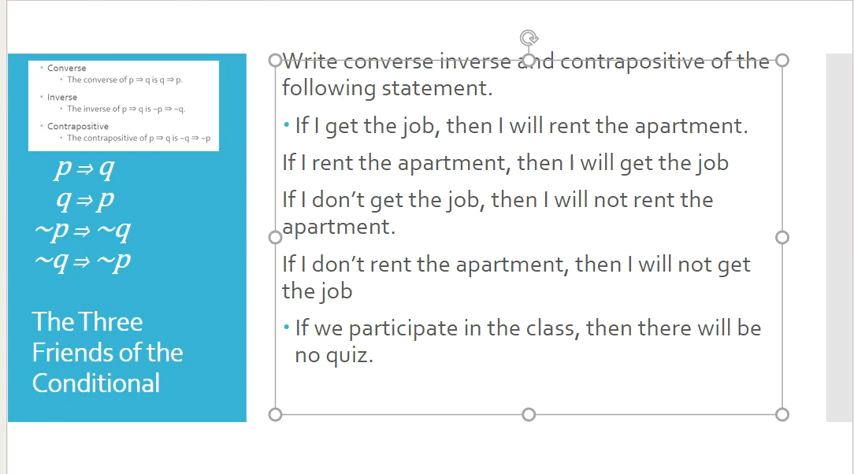 • Converse
• The converse of p ⇒ q is q ⇒ p.
• Inverse
• The inverse of p ⇒ q is ~p ⇒ ~q.
• Contrapositive
• The contrapositive of p ⇒ q is ~q ⇒ ~p
p ⇒ q
q ⇒ p
~p ⇒ ~q
~q ⇒ ~p
The Three
Friends of the
Conditional
Write converse inverse and contrapositive of the
following statement.
• If I get the job, then I will rent the apartment.
If I rent the apartment, then I will get the job
If I don’t get the job, then I will not rent the
apartment.
If I don’t rent the apartment, then I will not get
the job
• If we participate in the class, then there will be
no quiz.